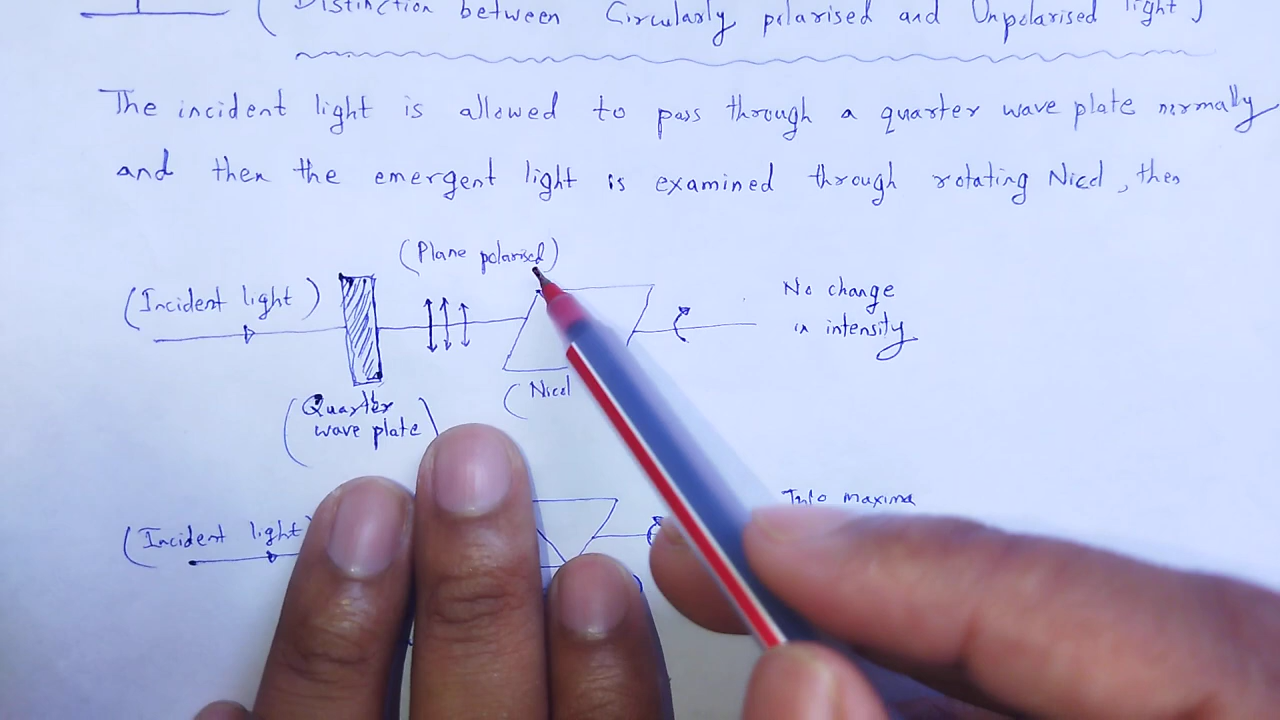 (Distinction between Circularly polarised and Unpolarised light)
The incident light is allowed to pass through a quarter wave plate normally
and then the emergent light is examined through rotating Nicol, then
(Plane polarised)
(Incident light)
No change
in intensity
(Quarter
wave plate)
(Nicol
(Incident light)
Into maxima